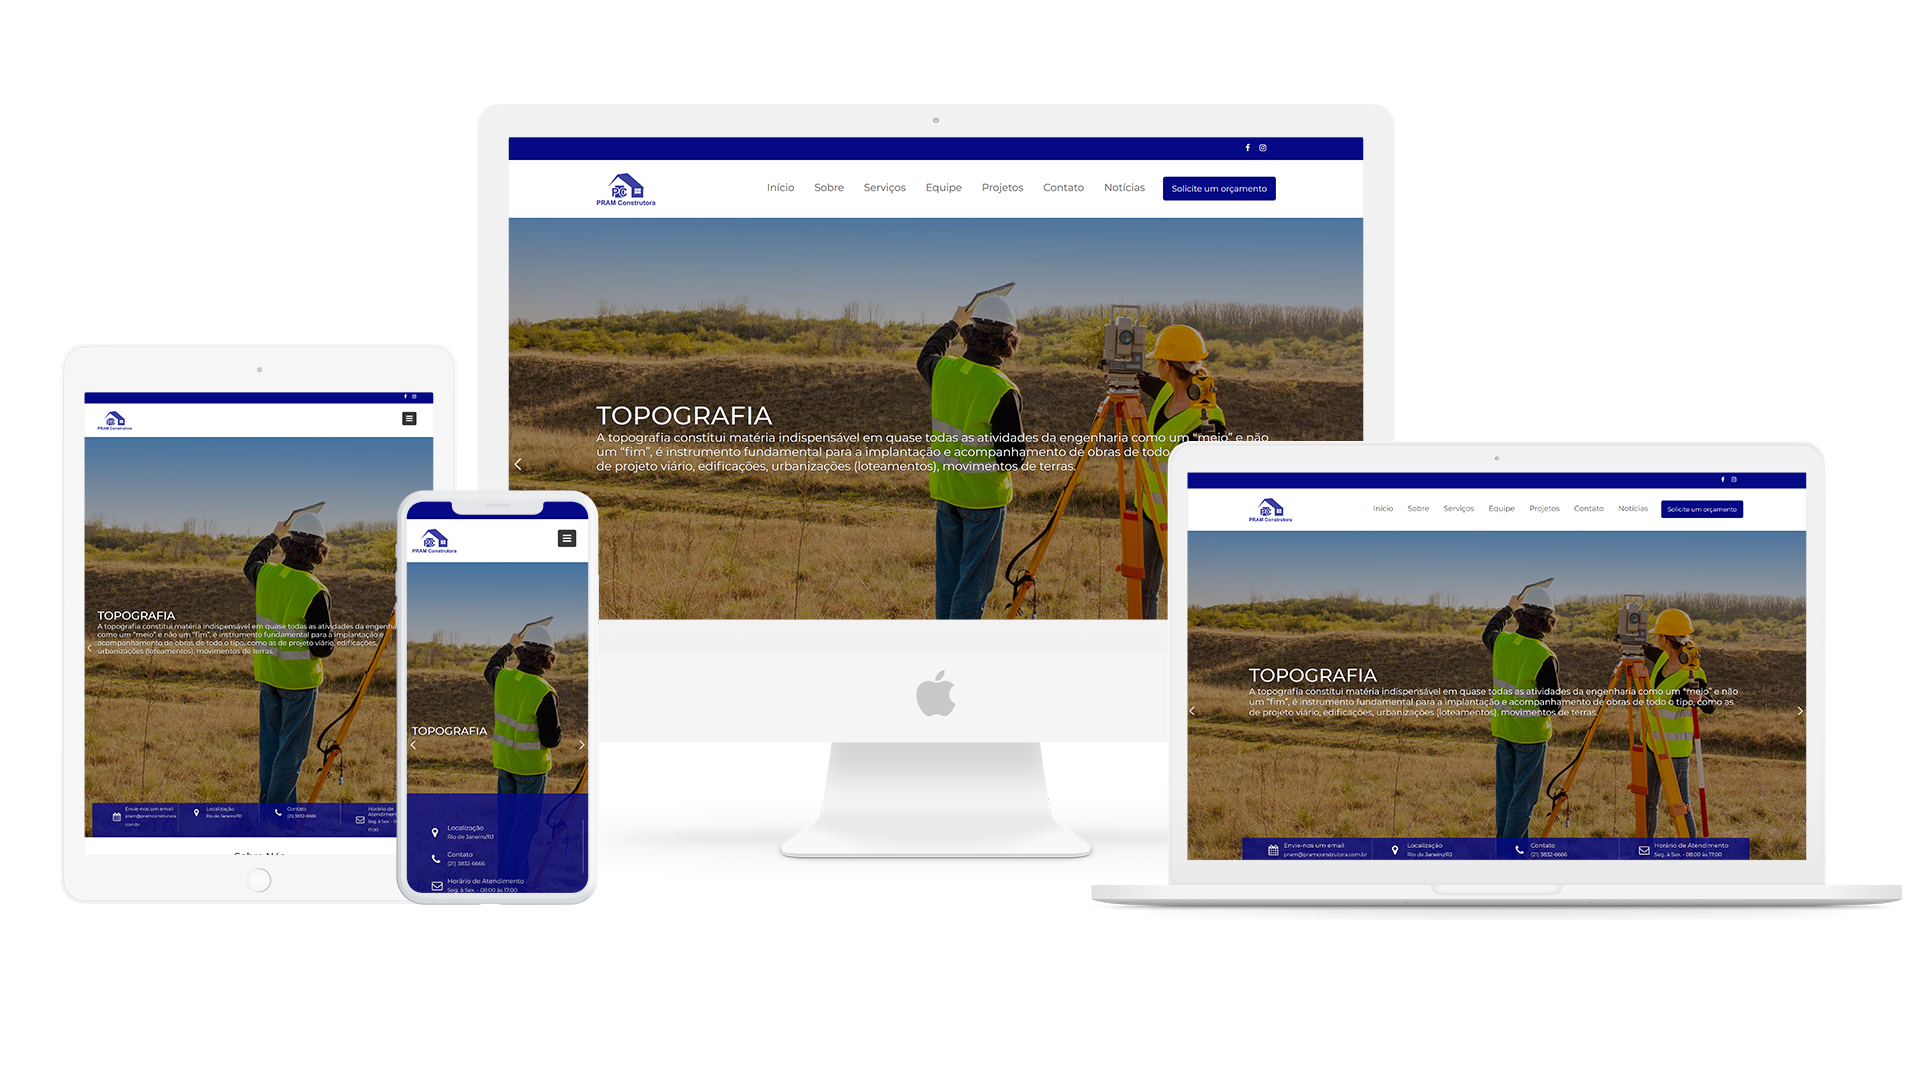 PRAM Construtora
Início Sobre Serviços Equipe Projetos Contato Notícias Solicite um orçamento
TOPOGRAFIA
A topografia constitui matéria indispensável em quase todas as atividades da engenharia como um “meio” e não
um “fim”, é instrumento fundamental para a implantação e acompanhamento de obras de todo
de projeto viário, edificações, urbanizações (loteamentos), movimentos de terras.
PRAM Construtora
TOPOGRAFIA
A topografia constitui matéria indispensável em quase todas as atividades da engenharia
como um “meio” e não um “fim”, é instrumento fundamental para a implantação e
acompanhamento de obras de todo o tipo, como as de projeto viário, edificações,
urbanizações (loteamentos), movimentos de terras.
Envie-nos um email
pram@pramconstrutora.
com.br
Localização
Rio de Janeiro/RJ
Contato
(21) 3832-6666
Horário de
Atendimento
Seg. à Sex. - 
17:00
PRAM Construtora
TOPOGRAFIA
Localização
Rio de Janeiro/RJ
Contato
(21) 3832-6666
Horário de Atendimento
Seg. à Sex. - 08:00 às 17:00
PRAM Construtora
Início Sobre Serviços Equipe Projetos Contato Notícias Solicite um orçamento
TOPOGRAFIA
A topografia constitui matéria indispensável em quase todas as atividades da engenharia como um “meio” e não
um “fim”, é instrumento fundamental para a implantação e acompanhamento de obras de todo o tipo, como as
de projeto viário, edificações, urbanizações (loteamentos), movimentos de terras.
Envie-nos um email
pram@pramconstrutora.com.br
Localização
Rio de Janeiro/RJ
Contato
(21) 3832-6666
Horário de Atendimento
Seg. à Sex. - 08:00 às 17:00